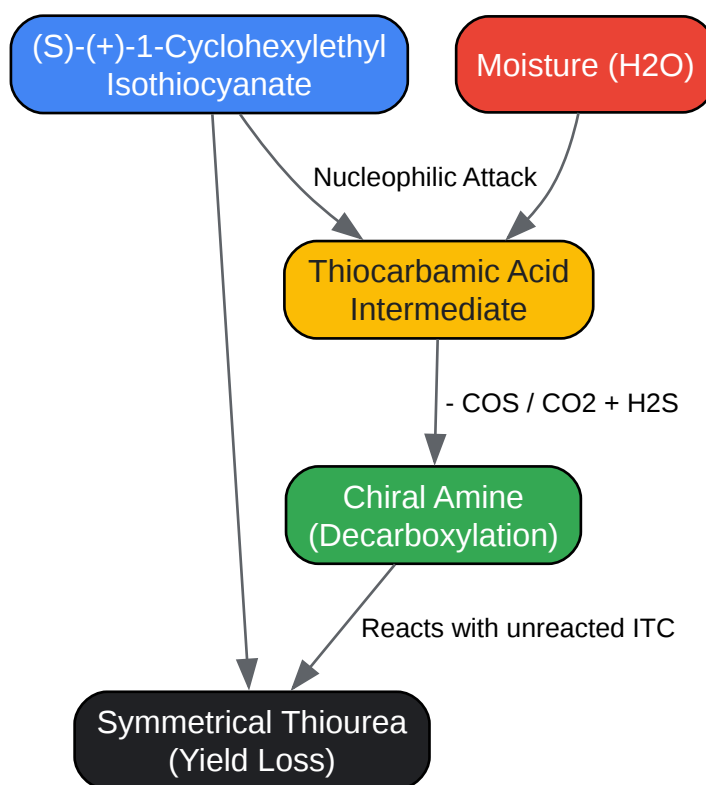 (S)-(+)-1-Cyclohexylethyl
Isothiocyanate
Moisture (H2O)
Nucleophilic Attack
Thiocarbamic Acid
Intermediate
- COS / CO2 + H2S
Chiral Amine
(Decarboxylation)
Reacts with unreacted ITC
Symmetrical Thiourea
(Yield Loss)